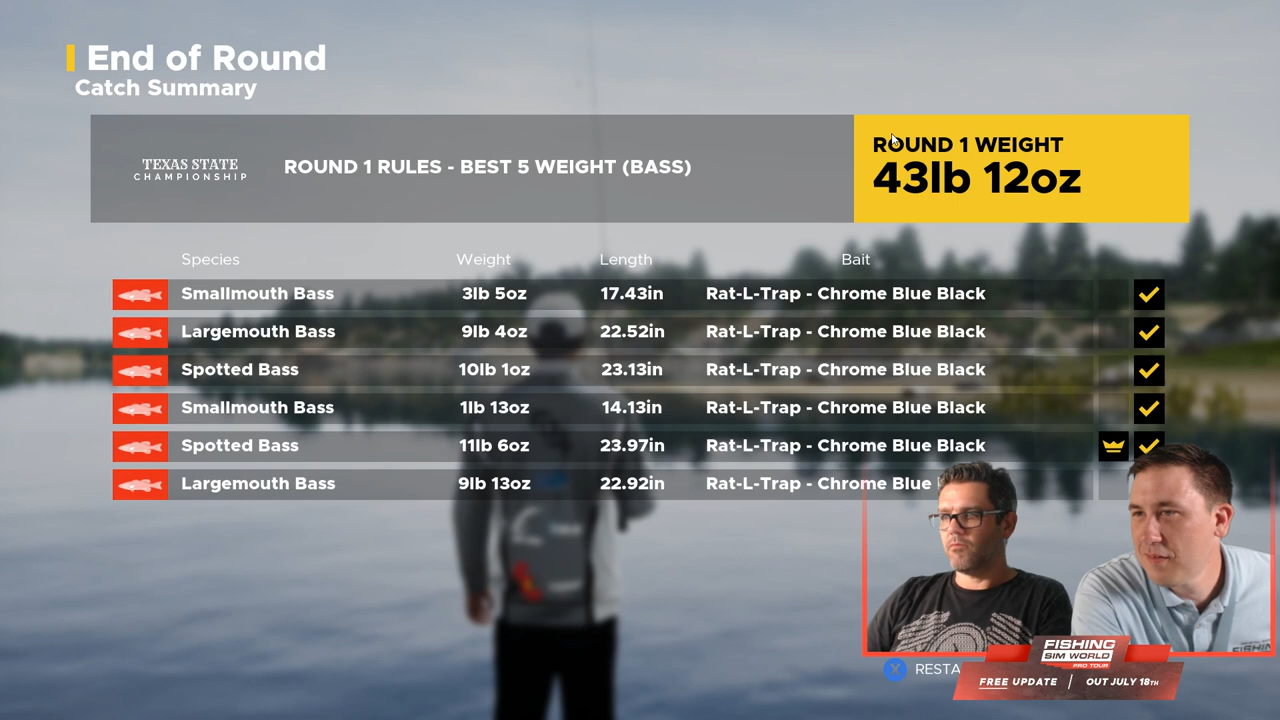 End of Round
Catch Summary
TEXAS STATE
CHAMPIONSHIP
ROUND 1 RULES - BEST 5 WEIGHT (BASS)
ROUND 1 WEIGHT
43lb 12oz
Species Weight Length Bait
Smallmouth Bass 3lb 5oz 17.43in Rat-L-Trap - Chrome Blue Black
Largemouth Bass 9lb 4oz 22.52in Rat-L-Trap - Chrome Blue Black
Spotted Bass 10lb 1oz 23.13in Rat-L-Trap - Chrome Blue Black
Smallmouth Bass 1lb 13oz 14.13in Rat-L-Trap - Chrome Blue Black
Spotted Bass 11lb 6oz 23.97in Rat-L-Trap - Chrome Blue Black
Largemouth Bass 9lb 13oz 22.92in Rat-L-Trap - Chrome Blue
X RESTA
FISHING
SIM WORLD
PRO TOUR
FREE UPDATE | OUT JULY 18TH